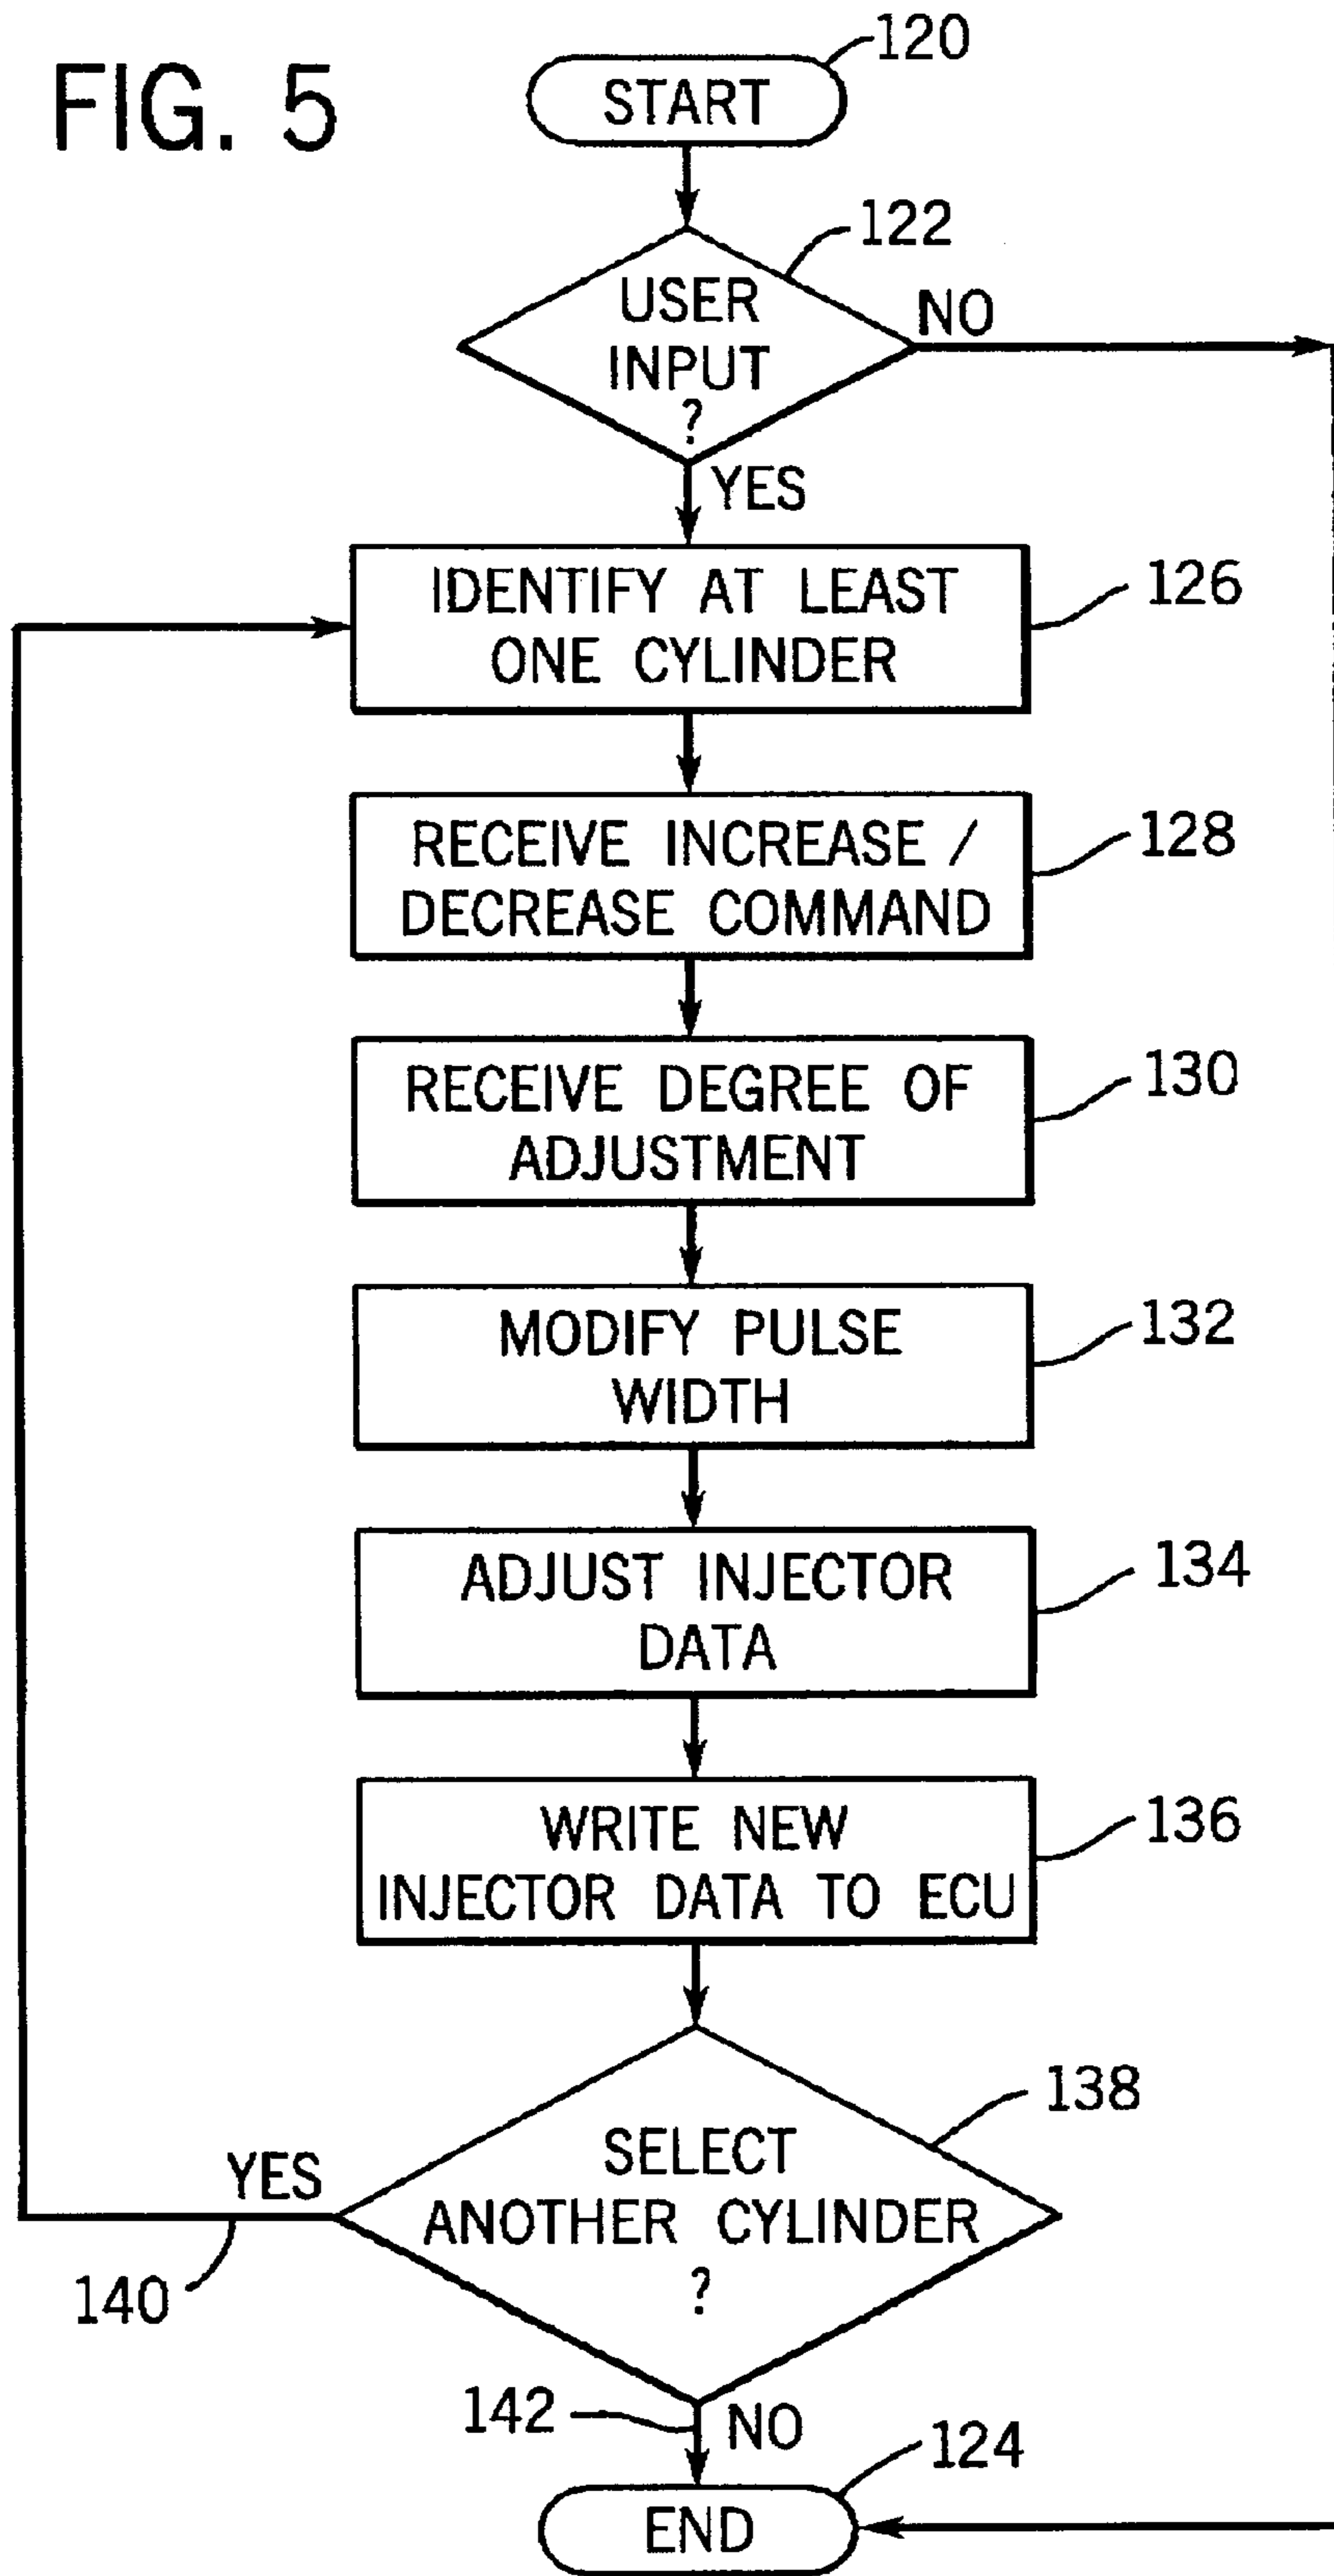 FIG. 5
120
START
122
USER
INPUT
?
NO
YES
IDENTIFY AT LEAST
ONE CYLINDER
126
RECEIVE INCREASE /
DECREASE COMMAND
128
RECEIVE DEGREE OF
ADJUSTMENT
130
MODIFY PULSE
WIDTH
132
ADJUST INJECTOR
DATA
134
WRITE NEW
INJECTOR DATA TO ECU
136
138
SELECT
ANOTHER CYLINDER
?
YES
140
142
NO
124
END